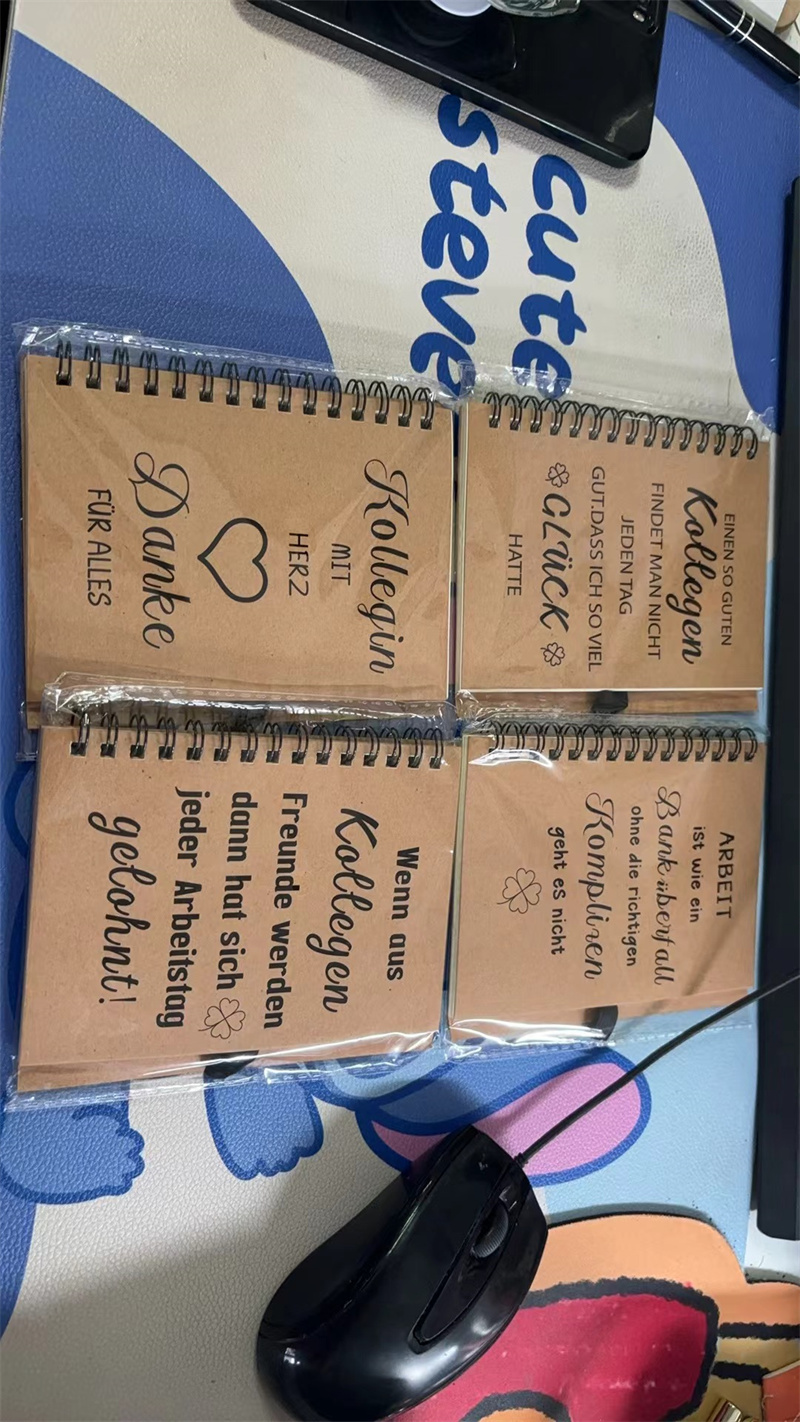 cute
steve
EINEN SO GUTEN
Kollegen
FINDET MAN NICHT
JEDEN TAG
GUT.DASS ICH SO VIEL
GLÜCK
HATTE
ARBEIT
ist wie ein
Banküberfall
ohne die richtigen
Komplizen
geht es nicht
Kollegin
MIT
HERZ
Danke
FÜR ALLES
Wenn aus
Kollegen
Freunde werden
dann hat sich
jeder Arbeitstag
gelohnt!